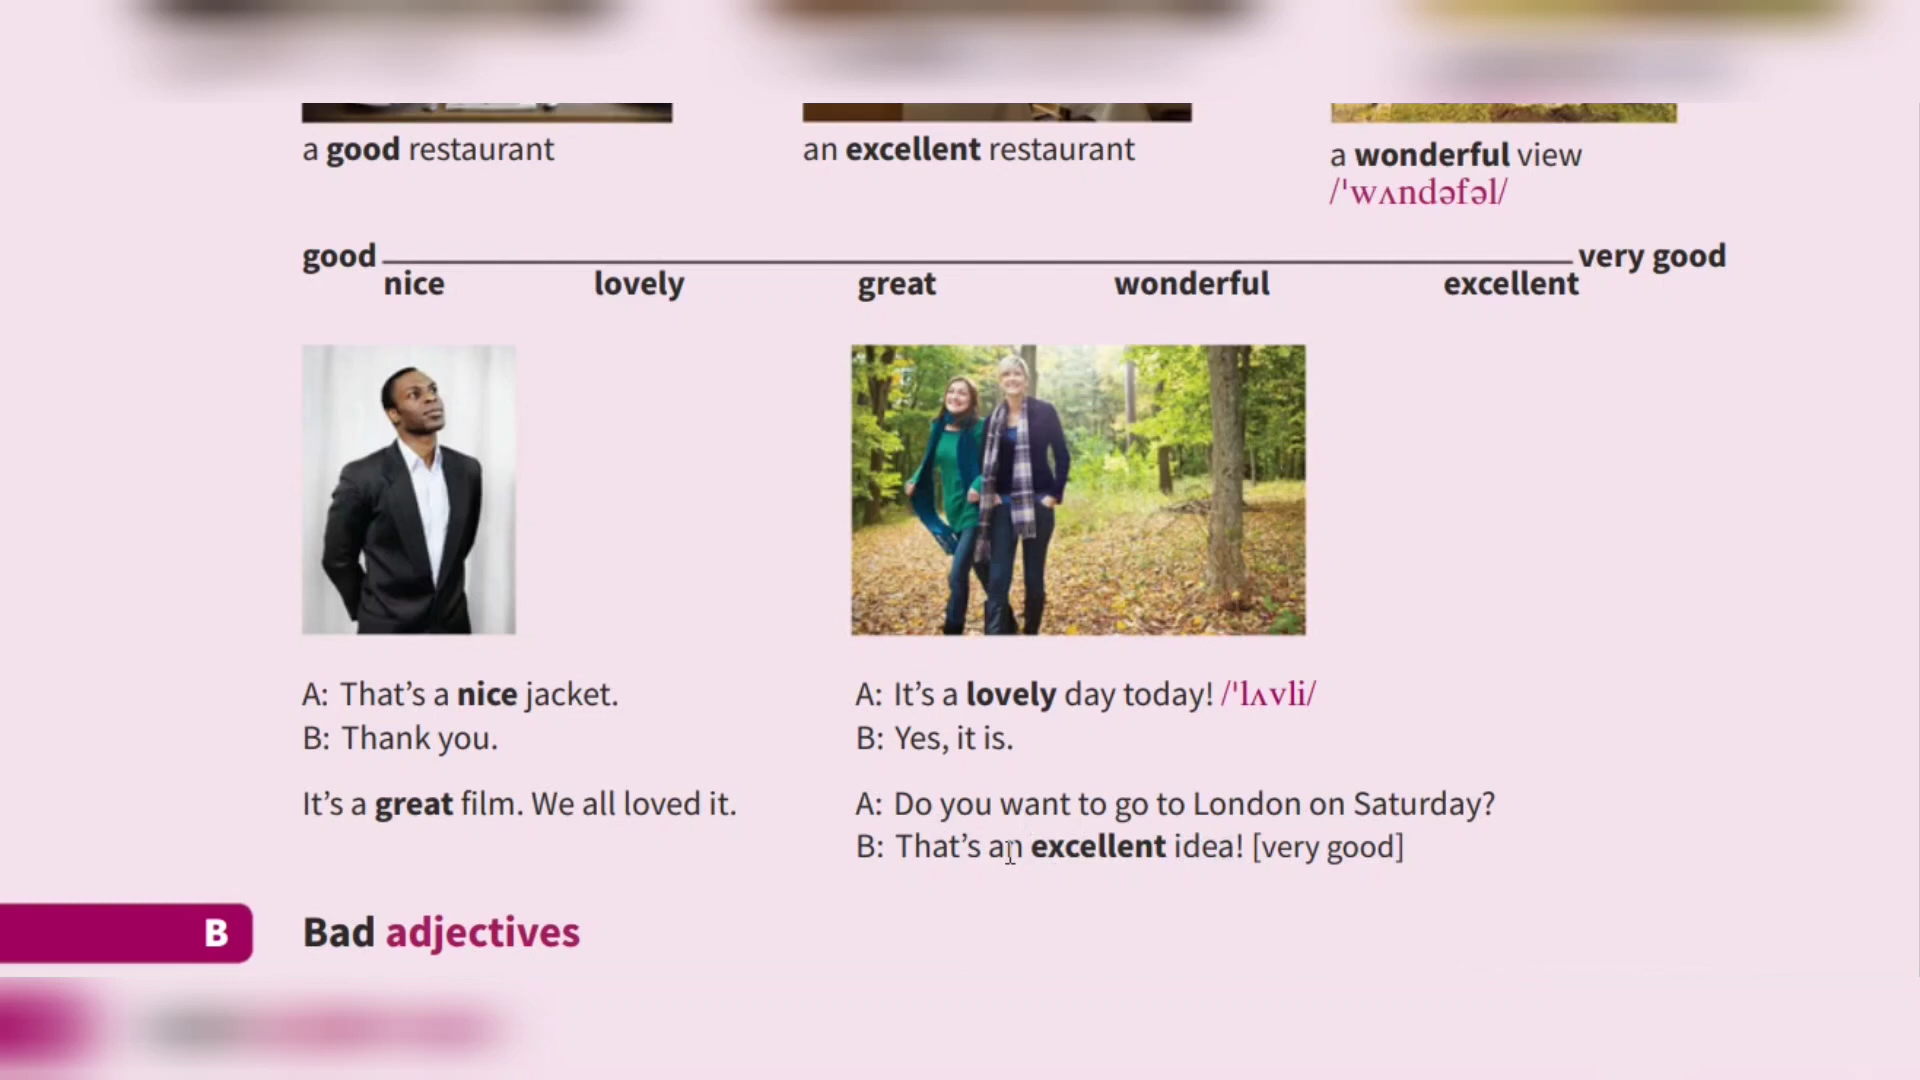 a good restaurant
an excellent restaurant
a wonderful view
/ˈwʌndəfəl/
good very good
nice lovely great wonderful excellent
A: That’s a nice jacket.
B: Thank you.
It’s a great film. We all loved it.
A: It’s a lovely day today! /ˈlʌvli/
B: Yes, it is.
A: Do you want to go to London on Saturday?
B: That’s an excellent idea! [very good]
B Bad adjectives